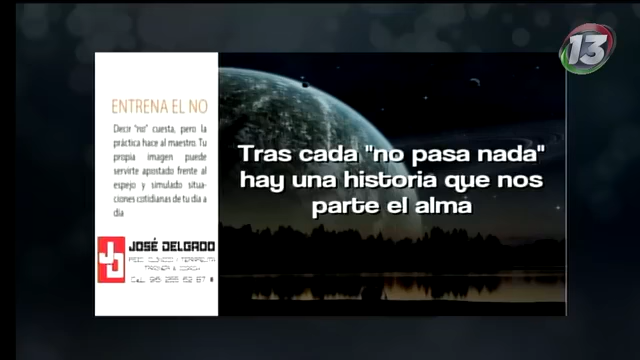 13
ENTRENA EL NO
Decir "no" cuesta, pero la
práctica hace al maestro. Tu
propia imagen puede
servirte apostado frente al
espejo y simulado situa-
ciones cotidianas de tu día a
día
Tras cada "no pasa nada"
hay una historia que nos
parte el alma
JD
JOSÉ DELGADO